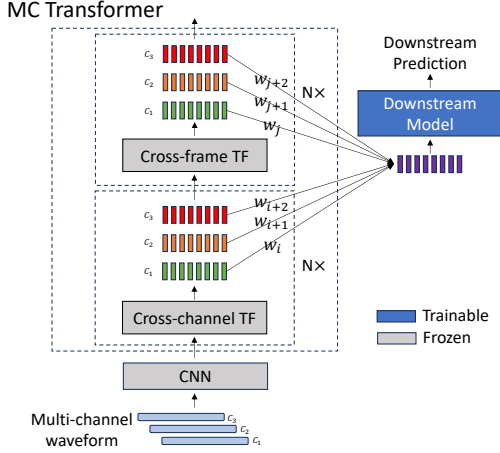 MC Transformer
C₃
C₂
C₁
Cross-frame TF
W_{j+2}
W_{j+1}
W_j
N×
Downstream
Prediction
Downstream
Model
C₃
C₂
C₁
Cross-channel TF
W_{i+2}
W_{i+1}
W_i
N×
Trainable
Frozen
CNN
Multi-channel
waveform
C₃
C₂
C₁